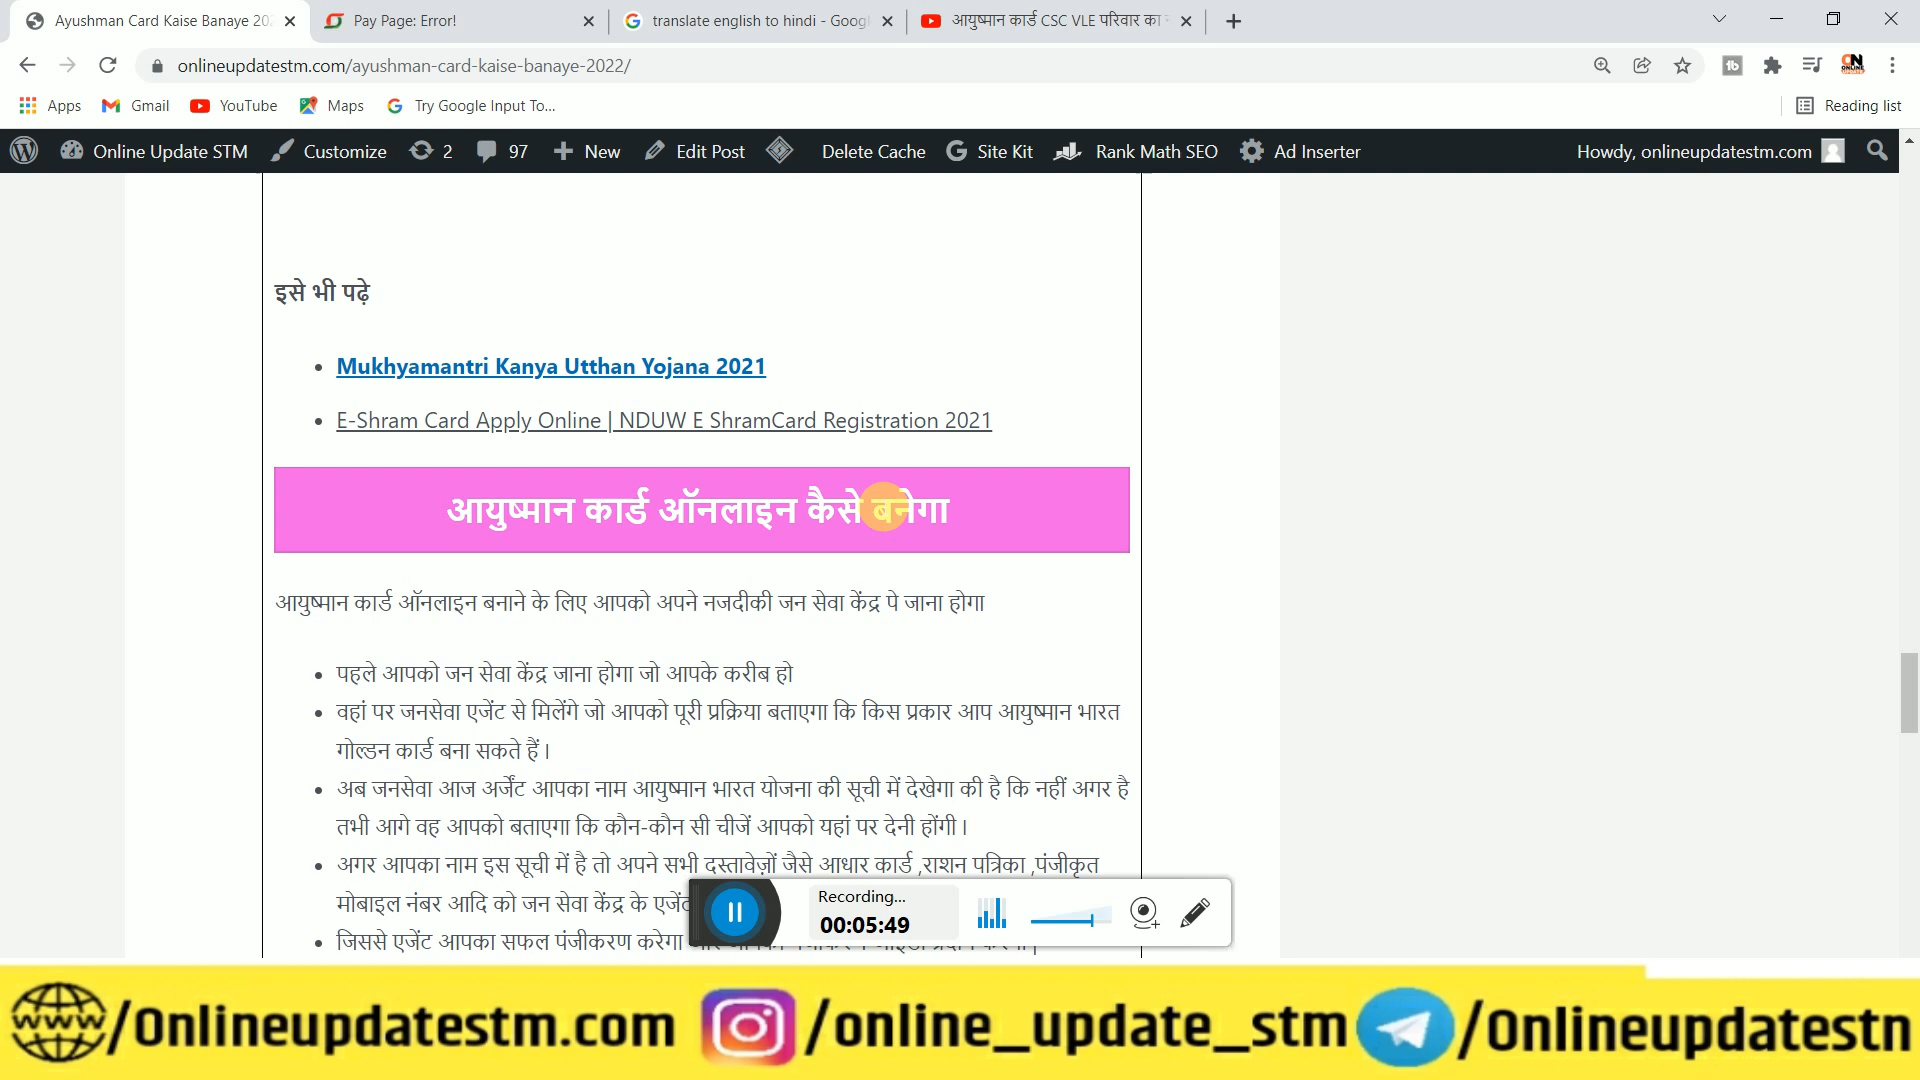 Ayushman Card Kaise Banaye 202
Pay Page: Error!
translate english to hindi - Googl
आयुष्मान कार्ड CSC VLE परिवार का
onlineupdatestm.com/ayushman-card-kaise-banaye-2022/
Apps
Gmail
YouTube
Maps
Try Google Input To...
Reading list
Online Update STM
Customize
2
97
New
Edit Post
Delete Cache
Site Kit
Rank Math SEO
Ad Inserter
Howdy, onlineupdatestm.com
इसे भी पढ़े
Mukhyamantri Kanya Utthan Yojana 2021
E-Shram Card Apply Online | NDUW E ShramCard Registration 2021
आयुष्मान कार्ड ऑनलाइन कैसे बनेगा
आयुष्मान कार्ड ऑनलाइन बनाने के लिए आपको अपने नजदीकी जन सेवा केंद्र पे जाना होगा
पहले आपको जन सेवा केंद्र जाना होगा जो आपके करीब हो
वहां पर जनसेवा एजेंट से मिलेंगे जो आपको पूरी प्रक्रिया बताएगा कि किस प्रकार आप आयुष्मान भारत
गोल्डन कार्ड बना सकते हैं ।
अब जनसेवा आज अर्जेंट आपका नाम आयुष्मान भारत योजना की सूची में देखेगा की है कि नहीं अगर है
तभी आगे वह आपको बताएगा कि कौन-कौन सी चीजें आपको यहां पर देनी होंगी ।
अगर आपका नाम इस सूची में है तो अपने सभी दस्तावेज़ों जैसे आधार कार्ड ,राशन पत्रिका ,पंजीकृत
मोबाइल नंबर आदि को जन सेवा केंद्र के
जिससे एजेंट आपका सफल पंजीकरण करेगा
Recording...
00:05:49
www /Onlineupdatestm.com
/online_update_stm
/Onlineupdatestn